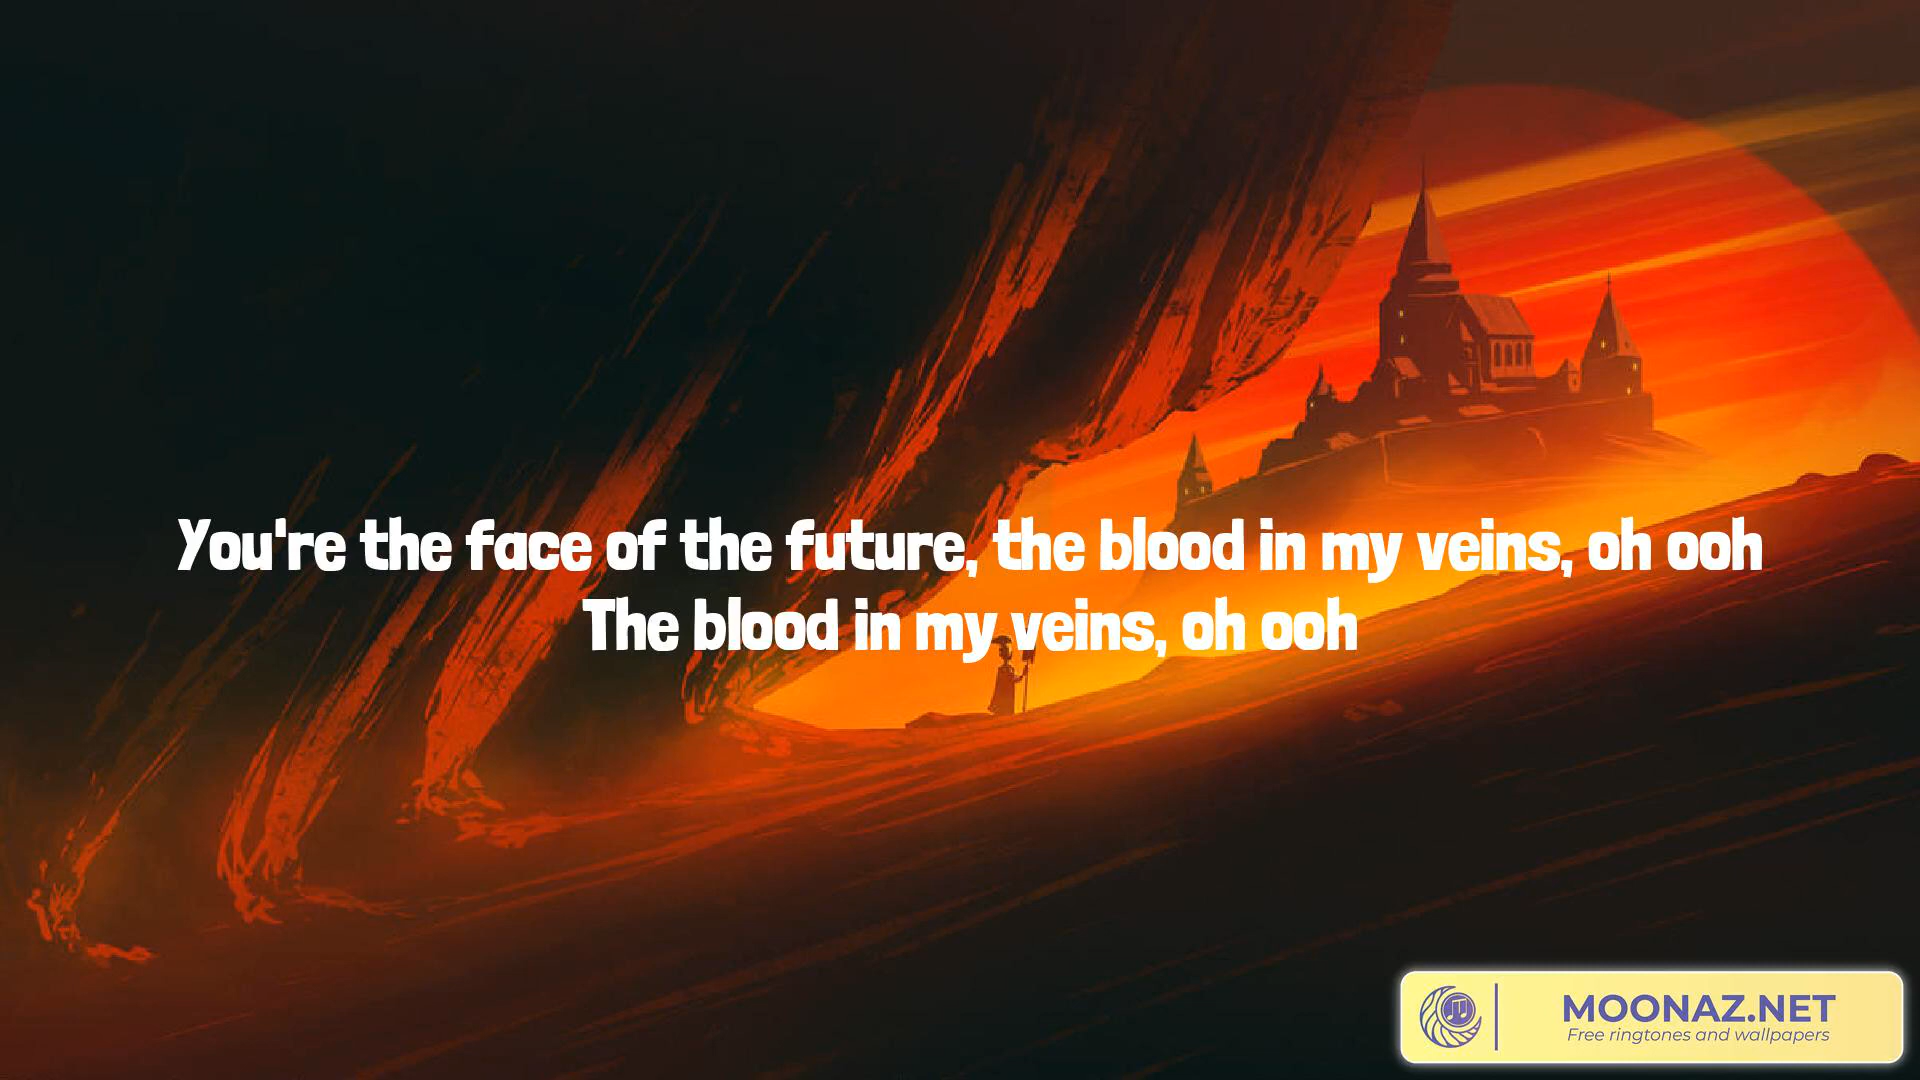 You're the face of the future, the blood in my veins, oh ooh
The blood in my veins, oh ooh
MOONAZ.NET
Free ringtones and wallpapers